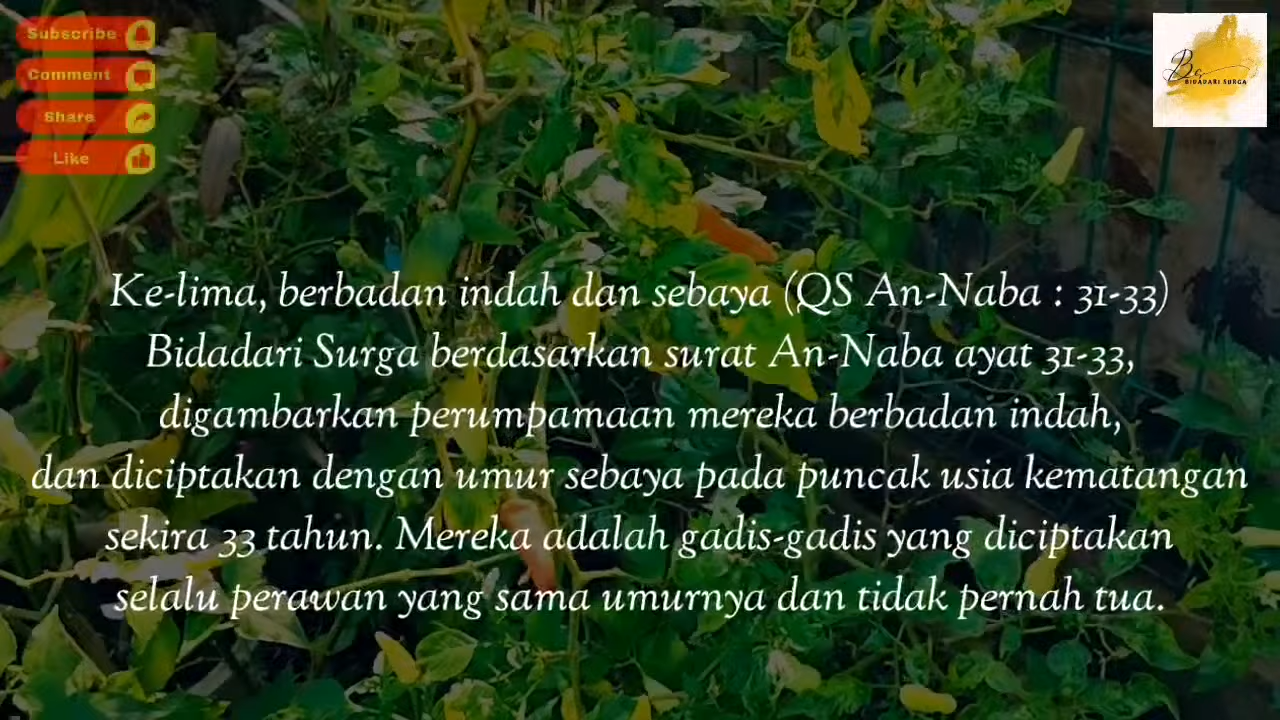 Subscribe
Comment
Share
Like
BIDADARI SURGA
Ke-lima, berbadan indah dan sebaya (QS An-Naba : 31-33)
Bidadari Surga berdasarkan surat An-Naba ayat 31-33,
digambarkan perumpamaan mereka berbadan indah,
dan diciptakan dengan umur sebaya pada puncak usia kematangan
sekira 33 tahun. Mereka adalah gadis-gadis yang diciptakan
selalu perawan yang sama umurnya dan tidak pernah tua.